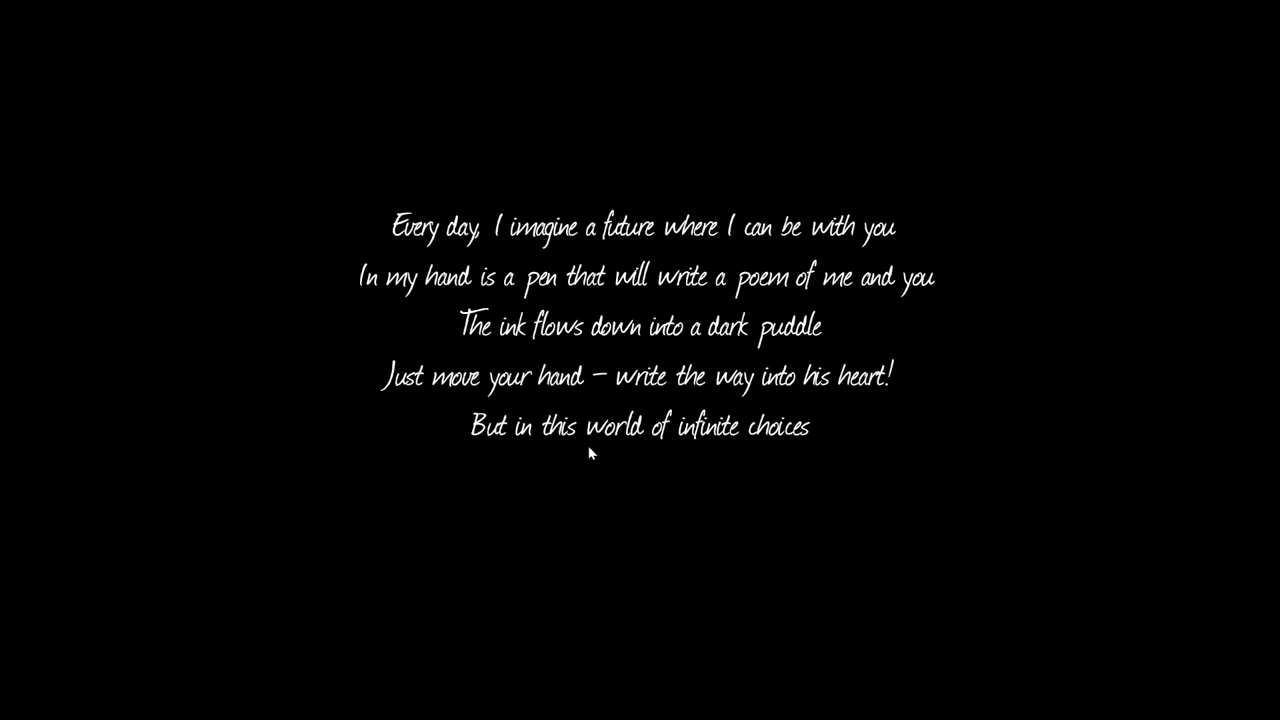 Every day, I imagine a future where I can be with you
In my hand is a pen that will write a poem of me and you
The ink flows down into a dark puddle
Just move your hand – write the way into his heart!
But in this world of infinite choices